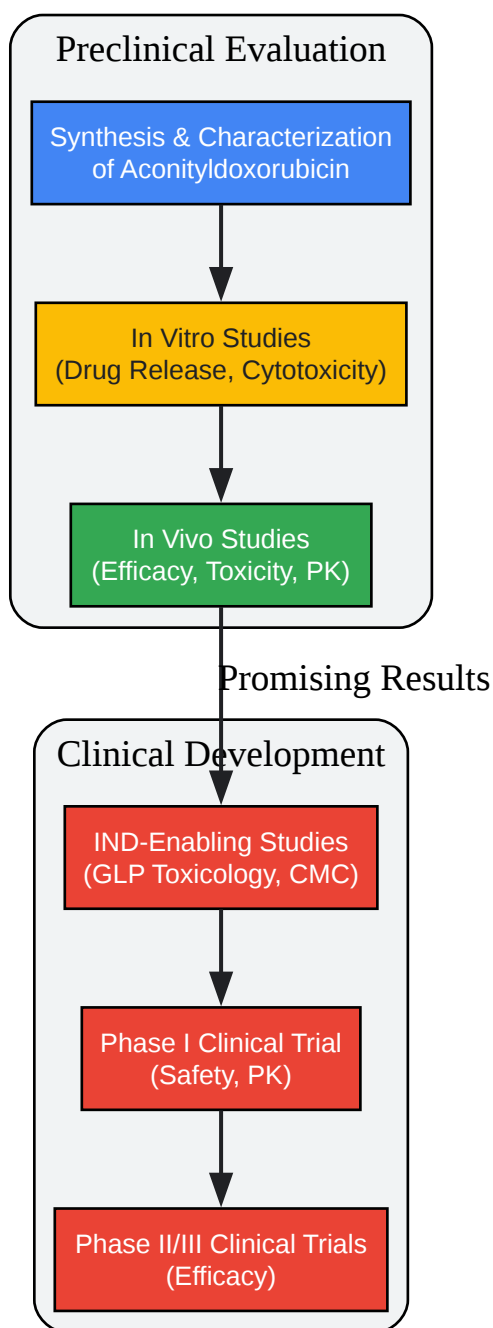 Preclinical Evaluation
Synthesis & Characterization
of Aconityldoxorubicin
In Vitro Studies
(Drug Release, Cytotoxicity)
In Vivo Studies
(Efficacy, Toxicity, PK)
Promising Results
Clinical Development
IND-Enabling Studies
(GLP Toxicology, CMC)
Phase I Clinical Trial
(Safety, PK)
Phase II/III Clinical Trials
(Efficacy)